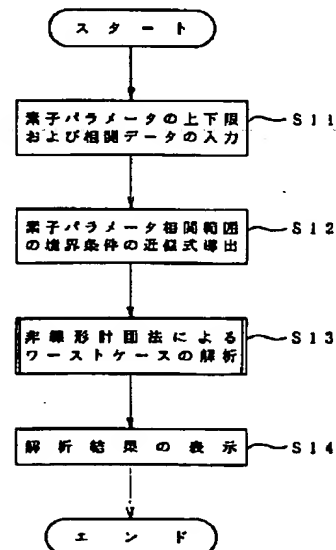 スタート
素子パラメータの上下限
および相関データの入力
S11
素子パラメータ相関範囲
の境界条件の近似式導出
S12
非線形計画法による
ワーストケースの解析
S13
解析結果の表示
S14
エンド